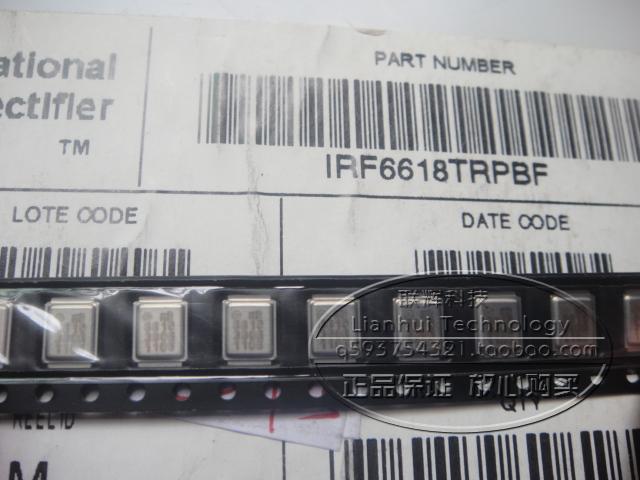 ational
ectifier
TM
PART NUMBER
IRF6618TRPBF
LOTE CODE
DATE CODE
联辉科技
Lianhui Technology
q593754321.taobao.com
正品保证 放心购买
REEL ID
QTY
M